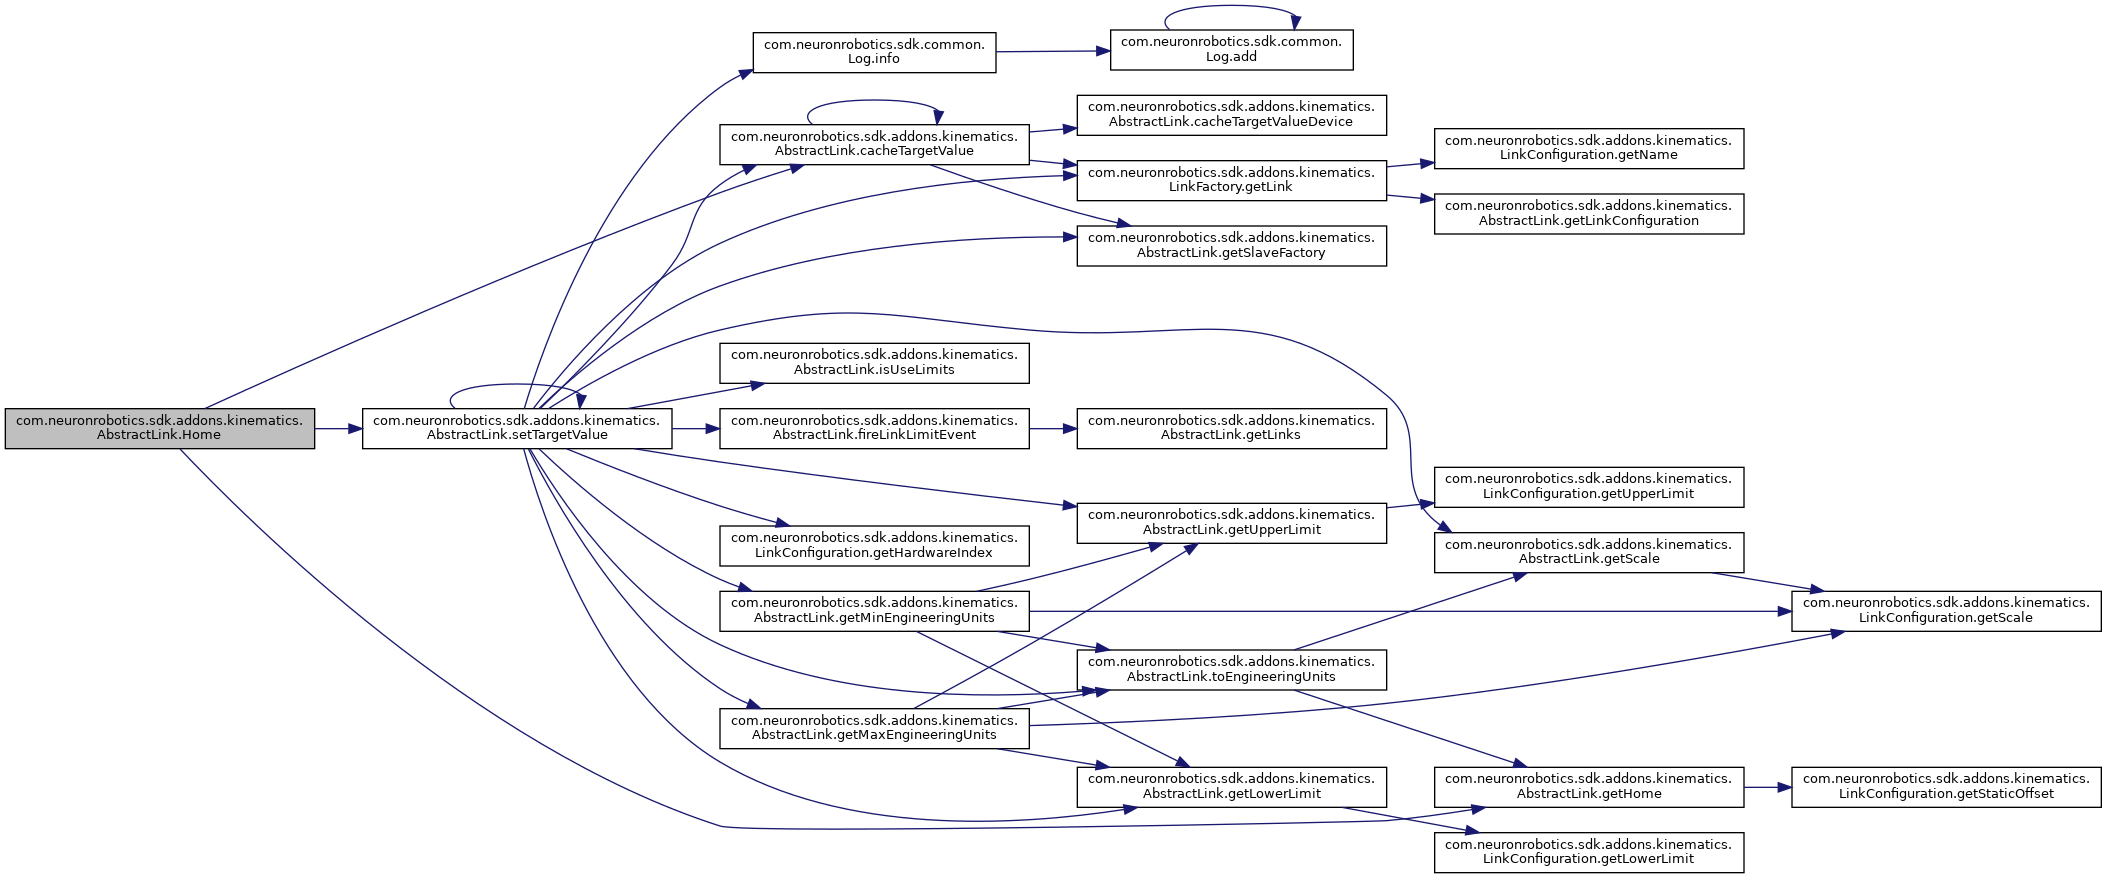 com.neuronrobotics.sdk.addons.kinematics.
AbstractLink.Home
com.neuronrobotics.sdk.addons.kinematics.
AbstractLink.setTargetValue
com.neuronrobotics.sdk.common.
Log.info
com.neuronrobotics.sdk.addons.kinematics.
AbstractLink.cacheTargetValue
com.neuronrobotics.sdk.addons.kinematics.
AbstractLink.isUseLimits
com.neuronrobotics.sdk.addons.kinematics.
AbstractLink.fireLinkLimitEvent
com.neuronrobotics.sdk.addons.kinematics.
LinkConfiguration.getHardwareIndex
com.neuronrobotics.sdk.addons.kinematics.
AbstractLink.getMinEngineeringUnits
com.neuronrobotics.sdk.addons.kinematics.
AbstractLink.getMaxEngineeringUnits
com.neuronrobotics.sdk.common.
Log.add
com.neuronrobotics.sdk.addons.kinematics.
AbstractLink.cacheTargetValueDevice
com.neuronrobotics.sdk.addons.kinematics.
LinkFactory.getLink
com.neuronrobotics.sdk.addons.kinematics.
AbstractLink.getSlaveFactory
com.neuronrobotics.sdk.addons.kinematics.
AbstractLink.getLinks
com.neuronrobotics.sdk.addons.kinematics.
AbstractLink.getUpperLimit
com.neuronrobotics.sdk.addons.kinematics.
AbstractLink.toEngineeringUnits
com.neuronrobotics.sdk.addons.kinematics.
AbstractLink.getLowerLimit
com.neuronrobotics.sdk.addons.kinematics.
LinkConfiguration.getName
com.neuronrobotics.sdk.addons.kinematics.
AbstractLink.getLinkConfiguration
com.neuronrobotics.sdk.addons.kinematics.
LinkConfiguration.getUpperLimit
com.neuronrobotics.sdk.addons.kinematics.
AbstractLink.getScale
com.neuronrobotics.sdk.addons.kinematics.
AbstractLink.getHome
com.neuronrobotics.sdk.addons.kinematics.
LinkConfiguration.getLowerLimit
com.neuronrobotics.sdk.addons.kinematics.
LinkConfiguration.getScale
com.neuronrobotics.sdk.addons.kinematics.
LinkConfiguration.getStaticOffset